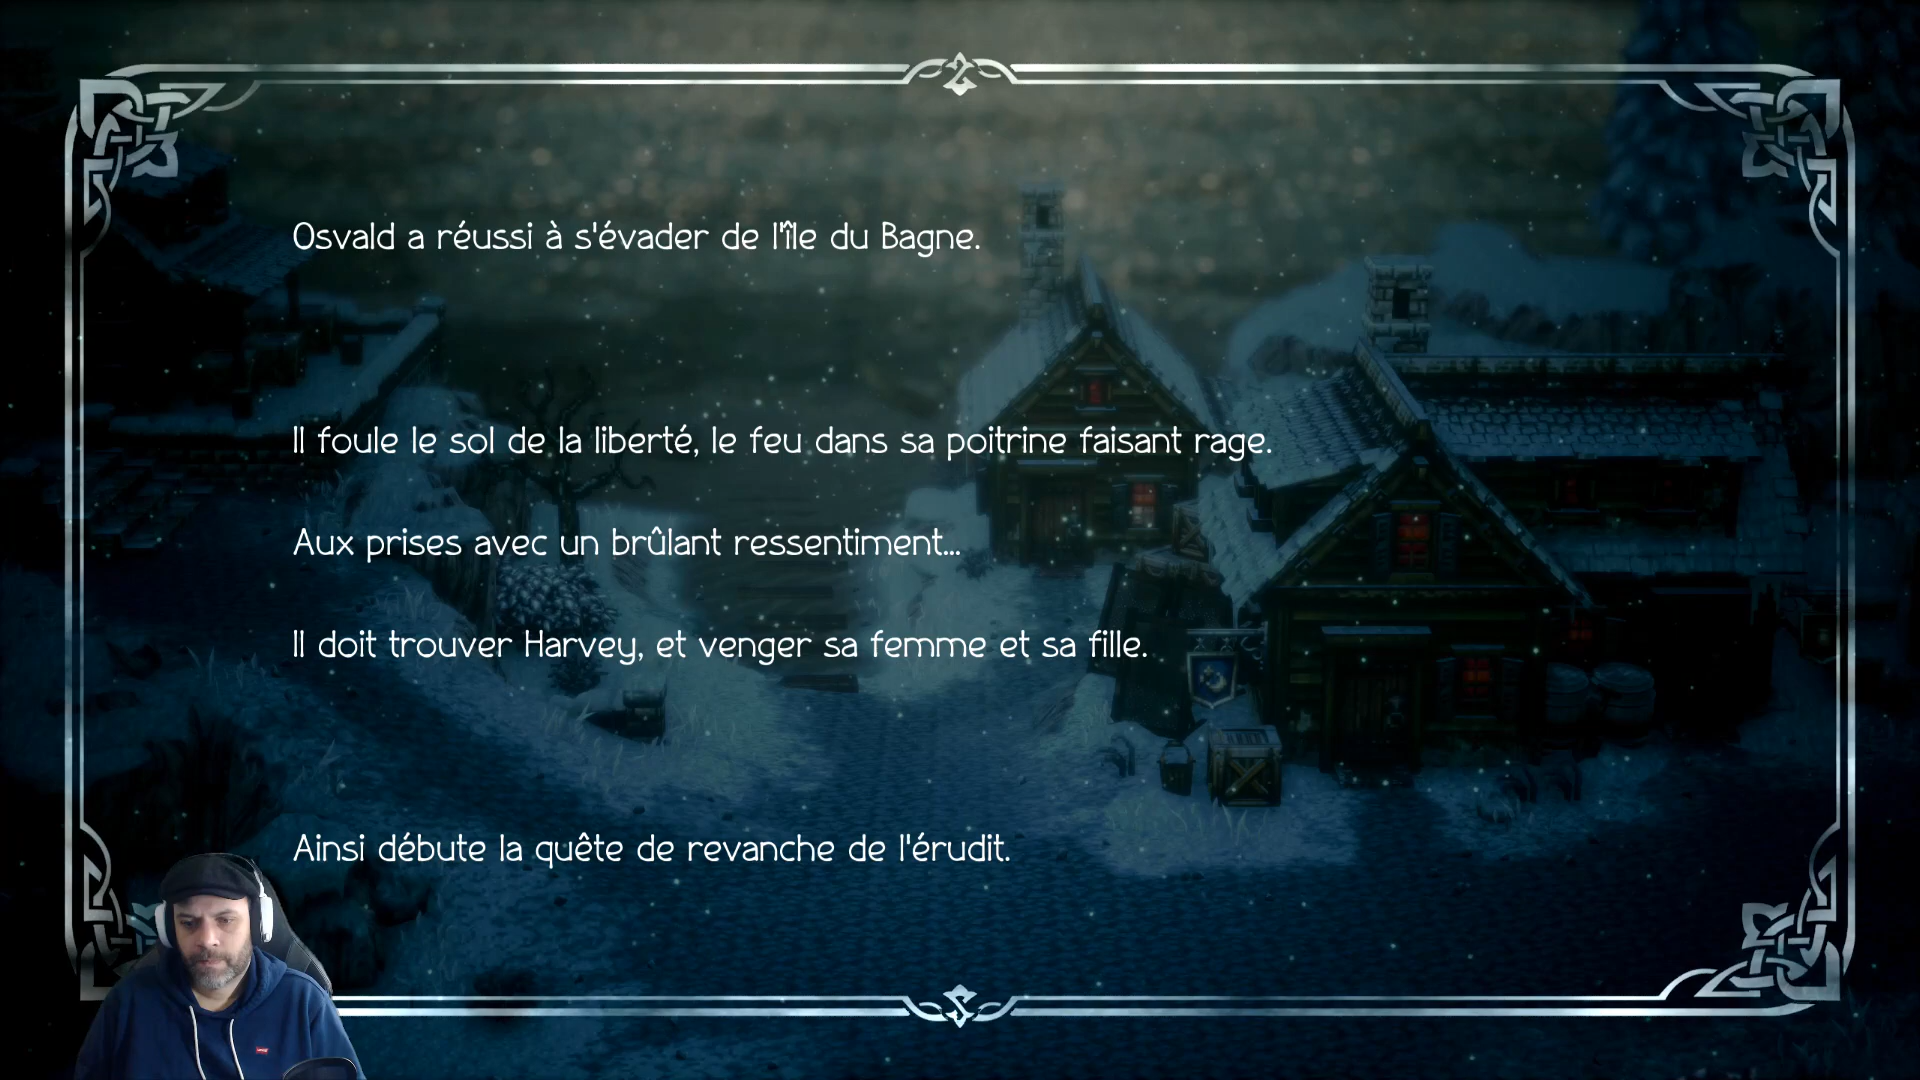 Osvald a réussi à s'évader de l'île du Bagne.
Il foule le sol de la liberté, le feu dans sa poitrine faisant rage.
Aux prises avec un brûlant ressentiment...
Il doit trouver Harvey, et venger sa femme et sa fille.
Ainsi débute la quête de revanche de l'érudit.